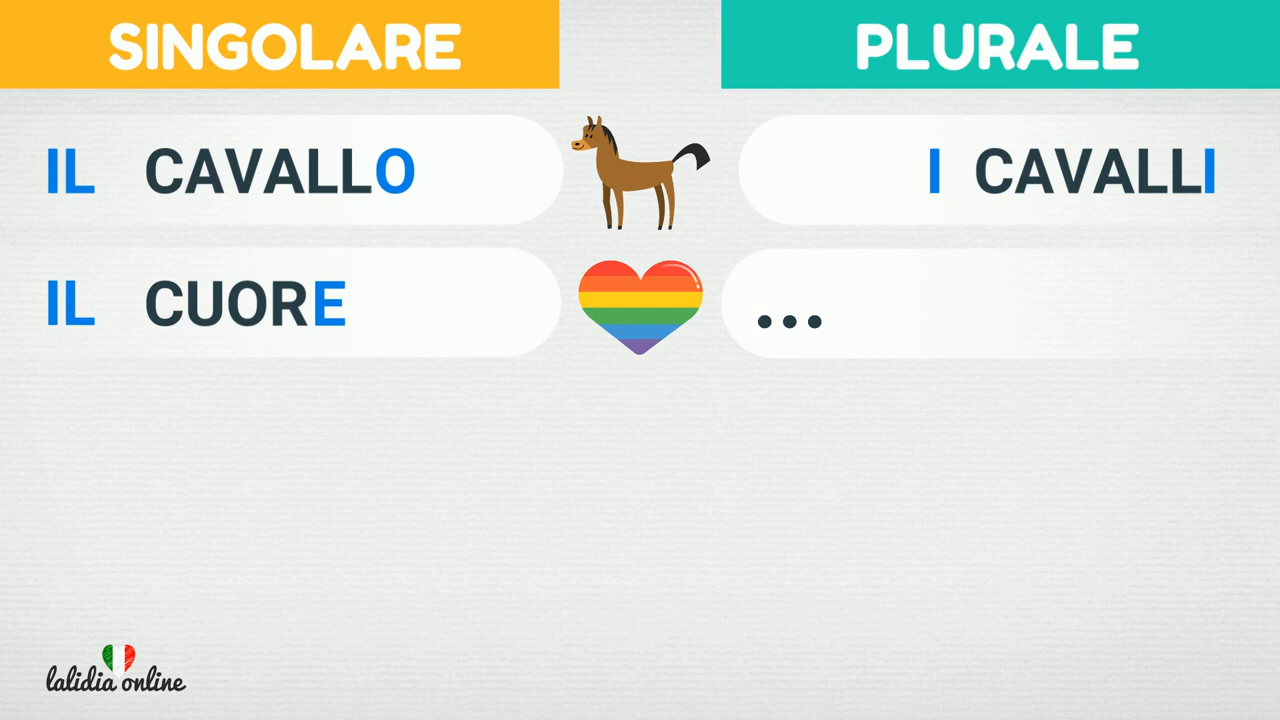 SINGOLARE PLURALE
IL CAVALLO I CAVALLI
IL CUORE ...
lalidia online